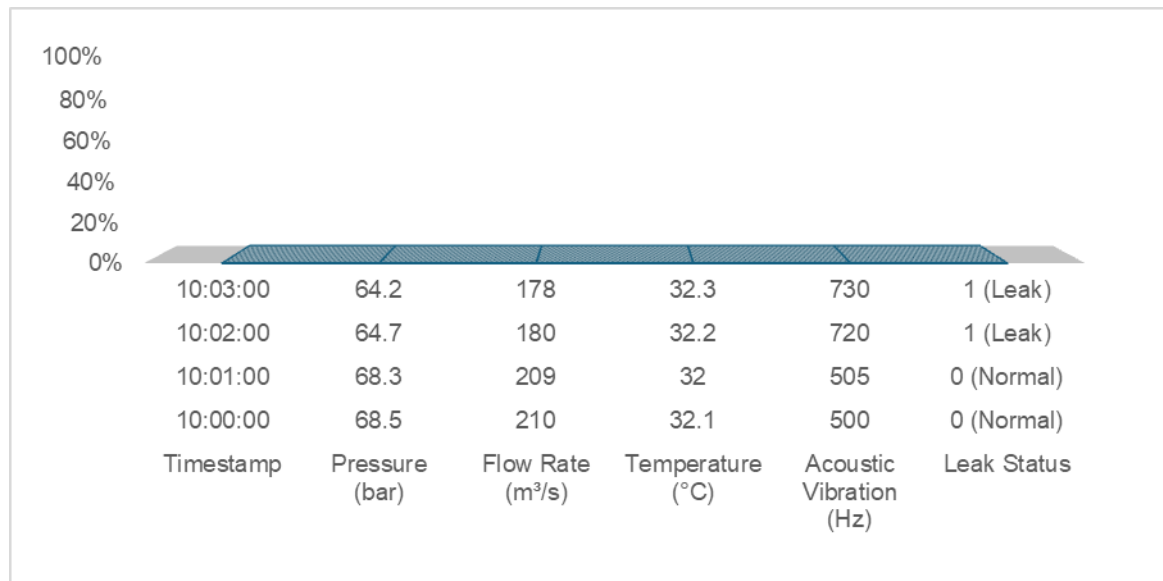 100%
80%
60%
40%
20%
0%
10:03:00 64.2 178 32.3 730 1 (Leak)
10:02:00 64.7 180 32.2 720 1 (Leak)
10:01:00 68.3 209 32 505 0 (Normal)
10:00:00 68.5 210 32.1 500 0 (Normal)
Timestamp Pressure Flow Rate Temperature Acoustic Leak Status
(bar) (m³/s) (°C) Vibration
(Hz)